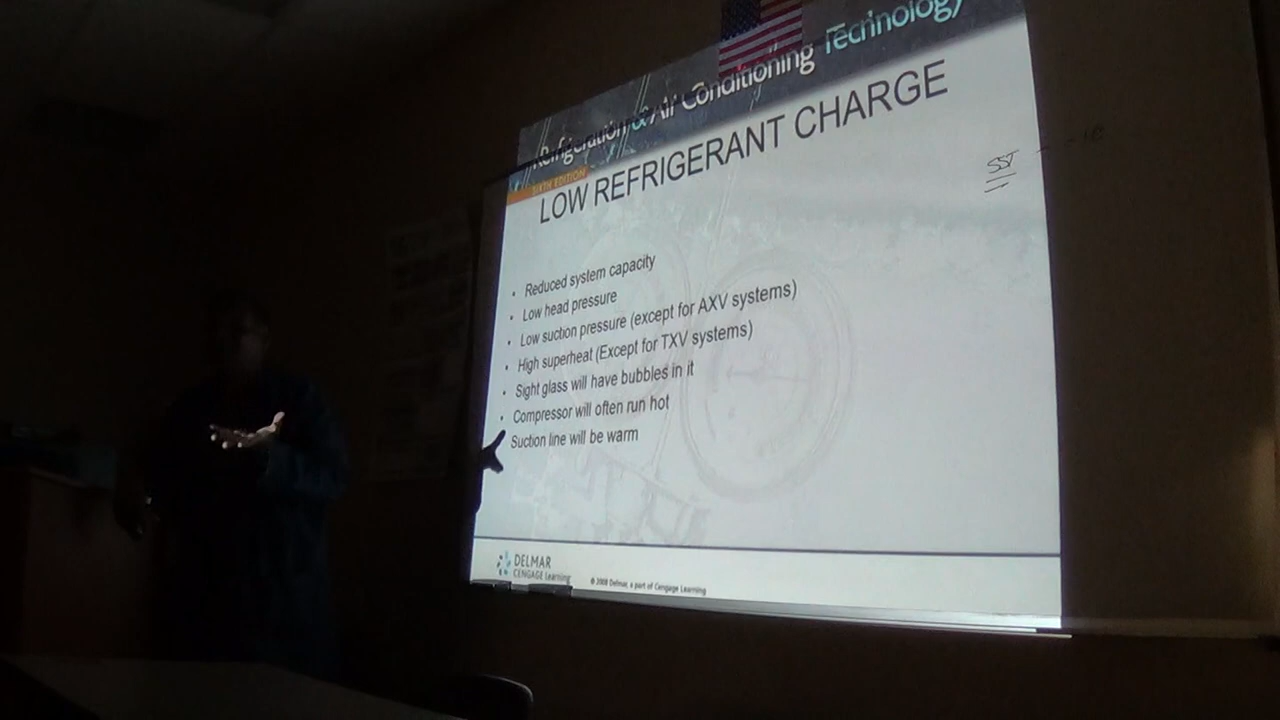 Refrigeration & Air Conditioning Technology
SIXTH EDITION
LOW REFRIGERANT CHARGE
SST
• Reduced system capacity
• Low head pressure
• Low suction pressure (except for AXV systems)
• High superheat (Except for TXV systems)
• Sight glass will have bubbles in it
• Compressor will often run hot
Suction line will be warm
DELMAR
CENGAGE Learning
© 2009 Delmar, a part of Cengage Learning